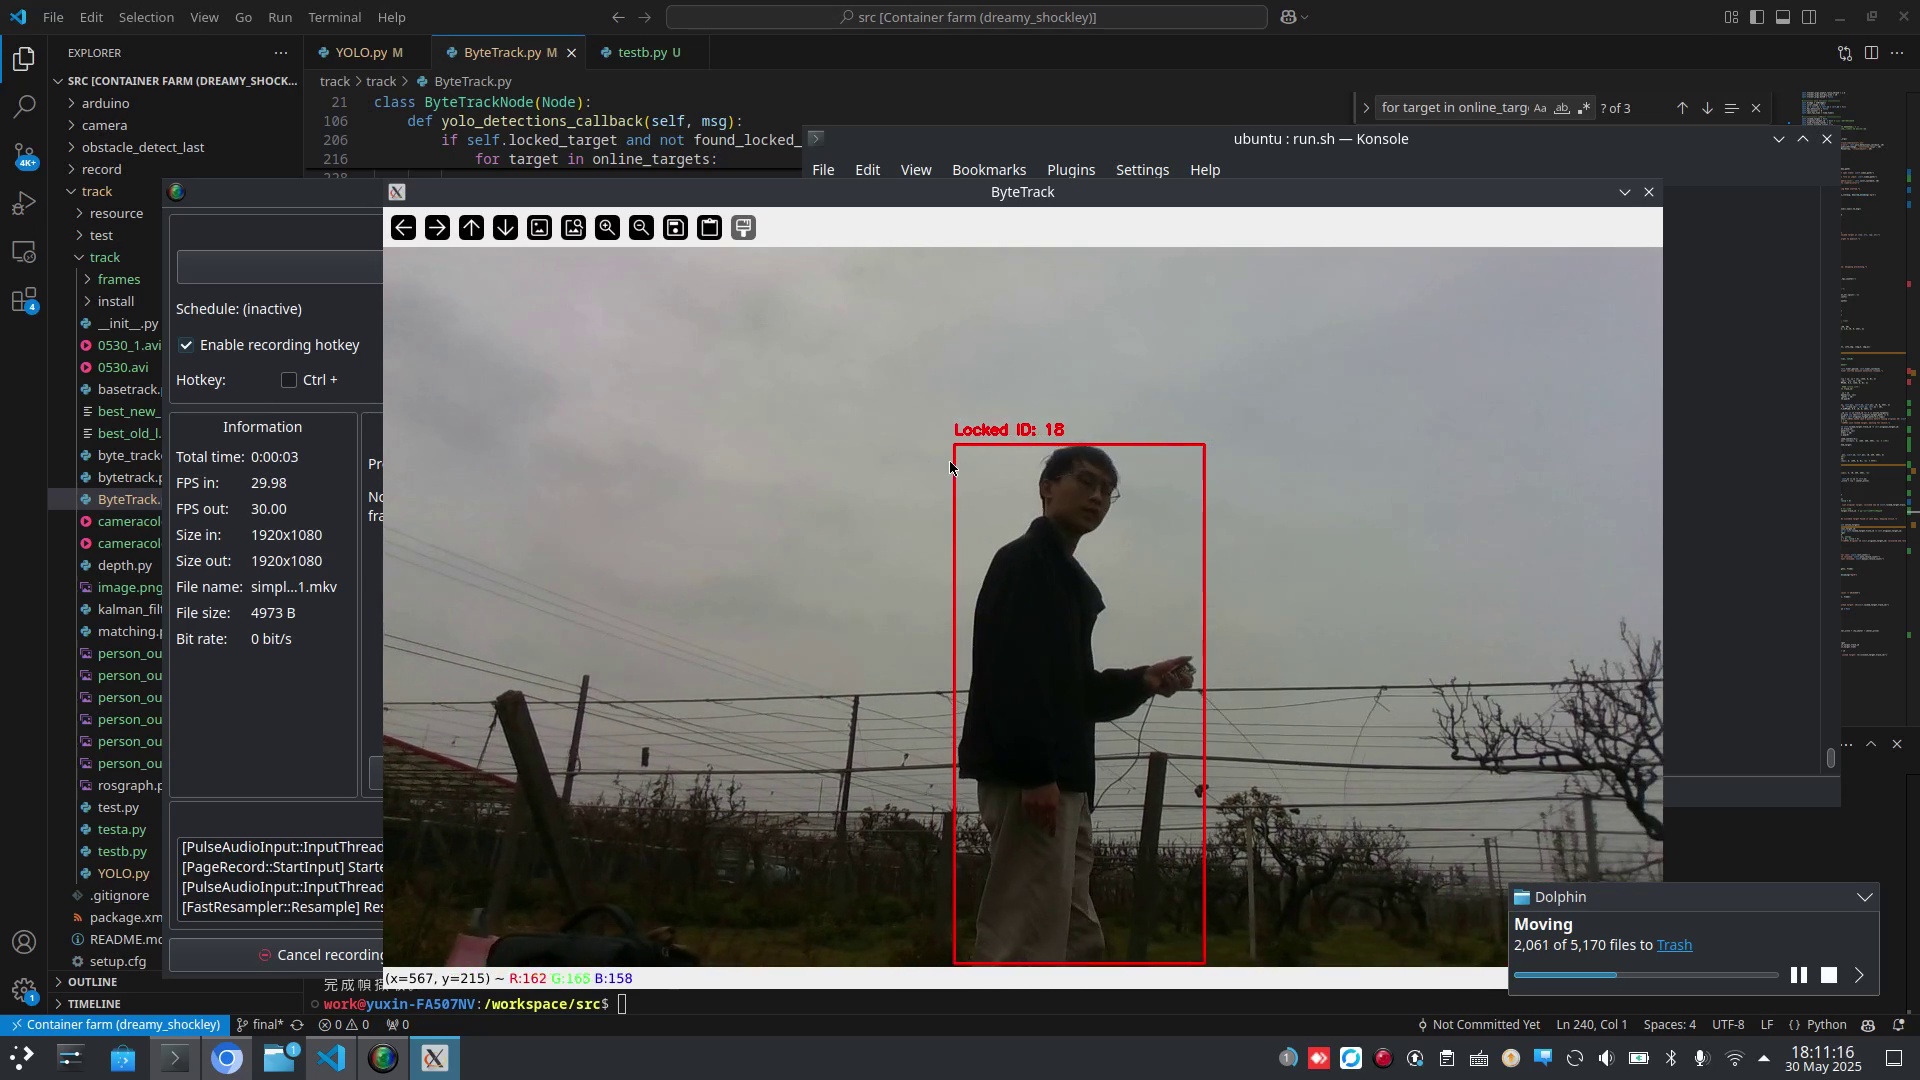 File Edit Selection View Go Run Terminal Help
src [Container farm (dreamy_shockley)]
EXPLORER
SRC [CONTAINER FARM (DREAMY_SHOCK...
arduino
camera
obstacle_detect_last
record
track
resource
test
track
frames
install
__init__.py
0530_1.avi
0530.avi
basetrack.
best_new_
best_old_l.
byte_track
bytetrack.p
ByteTrack.
cameracol
cameracol
depth.py
image.png
kalman_filt
matching.p
person_ou
person_ou
person_ou
person_ou
person_ou
person_ou
rosgraph.p
test.py
testa.py
testb.py
YOLO.py
.gitignore
package.xm
README.md
setup.cfg
OUTLINE
TIMELINE
4K+
4
1
YOLO.py M
ByteTrack.py M
testb.py U
track > track > ByteTrack.py
21 class ByteTrackNode(Node):
106 def yolo_detections_callback(self, msg):
206 if self.locked_target and not found_locked_
216 for target in online_targets:
for target in online_targ Aa ab ? of 3
ubuntu : run.sh — Konsole
File Edit View Bookmarks Plugins Settings Help
Schedule: (inactive)
Enable recording hotkey
Hotkey: Ctrl +
Information
Total time: 0:00:03
FPS in: 29.98
FPS out: 30.00
Size in: 1920x1080
Size out: 1920x1080
File name: simpl...1.mkv
File size: 4973 B
Bit rate: 0 bit/s
Pr
No
fra
[PulseAudioInput::InputThread
[PageRecord::StartInput] Starte
[PulseAudioInput::InputThread
[FastResampler::Resample] Res
Cancel recording
ByteTrack
Locked ID: 18
(x=567, y=215) ~ R:162 G:165 B:158
work@yuxin-FA507NV:/workspace/src$
Dolphin
Moving
2,061 of 5,170 files to Trash
Container farm (dreamy_shockley) final* 0 0 0
Not Committed Yet Ln 240, Col 1 Spaces: 4 UTF-8 LF {} Python
1
1
18:11:16
30 May 2025